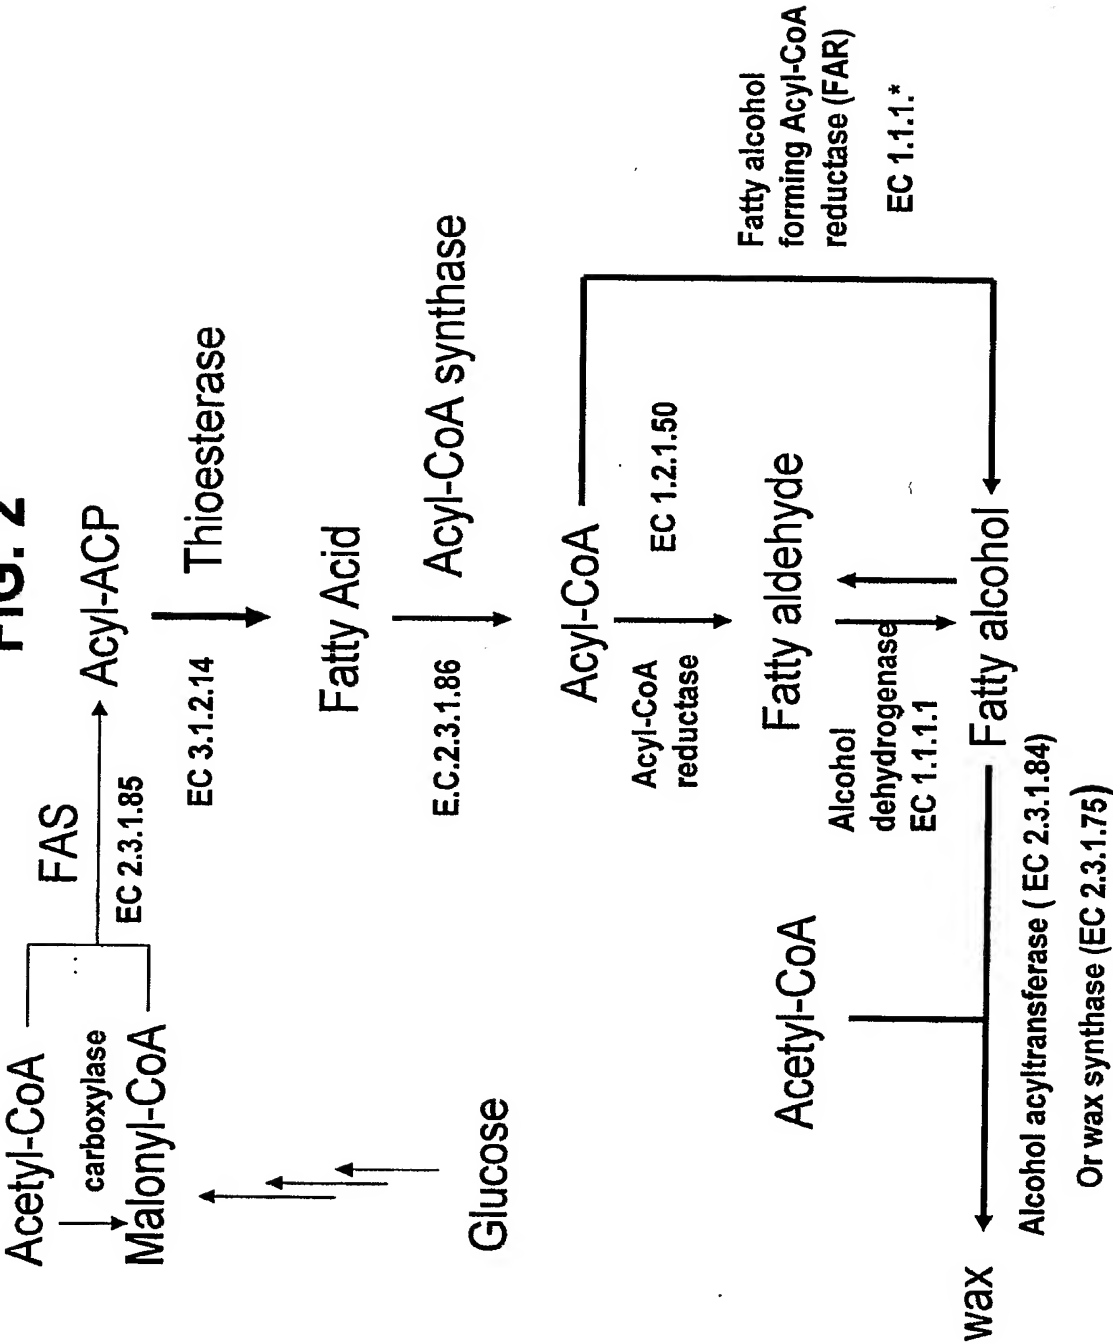 FIG. 2
Acetyl-CoA
carboxylase
Malonyl-CoA
FAS
EC 2.3.1.85
Acyl-ACP
EC 3.1.2.14
Thioesterase
Glucose
Fatty Acid
E.C.2.3.1.86
Acyl-CoA synthase
Acyl-CoA
Acyl-CoA
reductase
EC 1.2.1.50
Fatty alcohol
forming Acyl-CoA
reductase (FAR)
EC 1.1.1.*
Fatty aldehyde
Alcohol
dehydrogenase
EC 1.1.1.1
Acetyl-CoA
Fatty alcohol
wax
Alcohol acyltransferase ( EC 2.3.1.84)
Or wax synthase (EC 2.3.1.75)